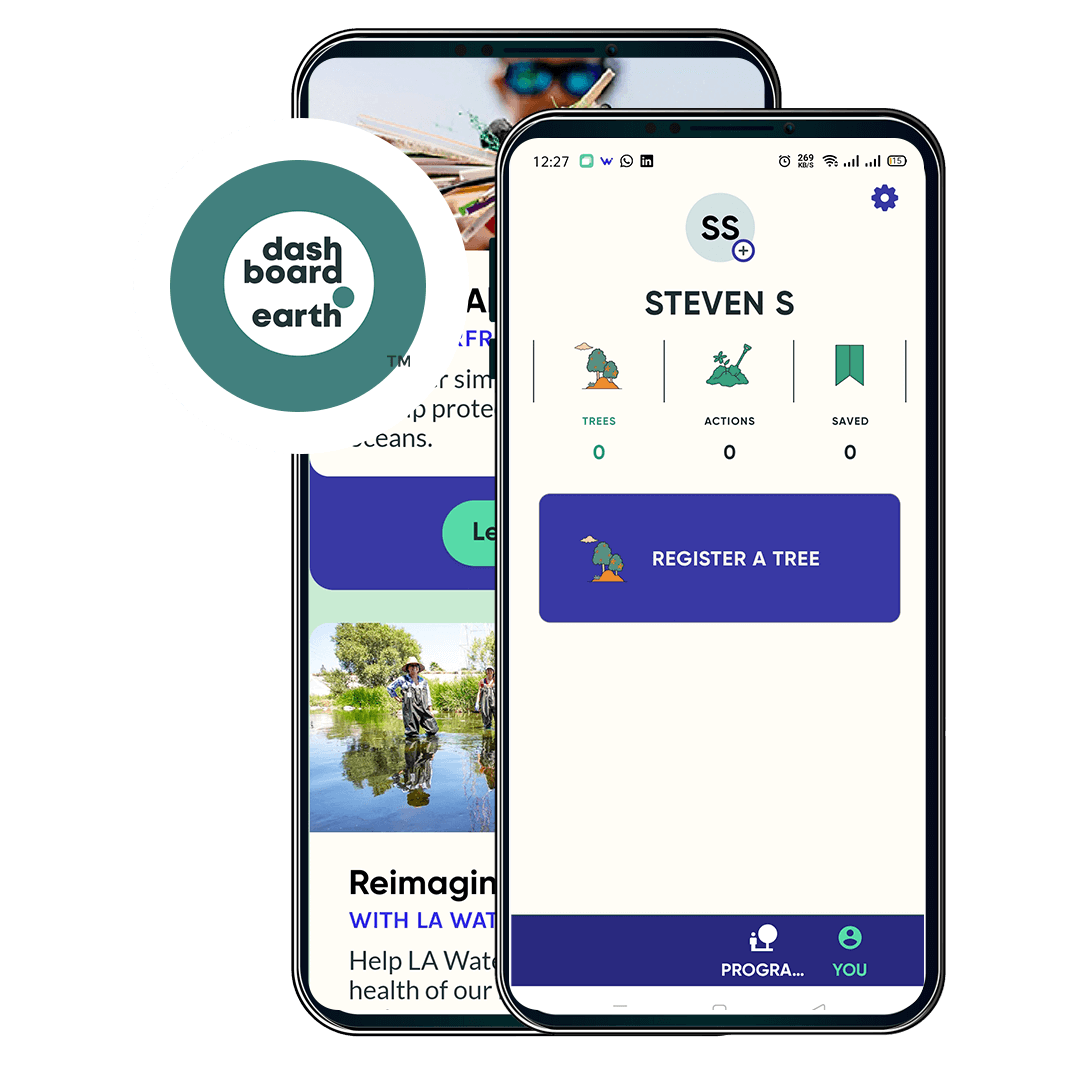 dash
board
earth
TM
A
FR
r sim
p prote
oceans.
Le
Reimagin
WITH LA WAT
Help LA Wate
health of our
12:27
269
KB/S
15
SS
STEVEN S
TREES
ACTIONS
SAVED
0
0
0
REGISTER A TREE
PROGRA...
YOU